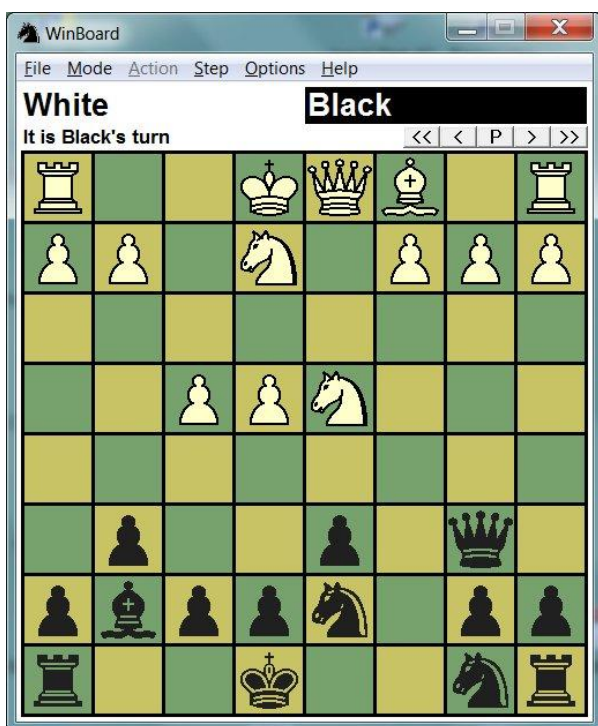 WinBoard
File Mode Action Step Options Help
White Black
It is Black's turn << < P > >>